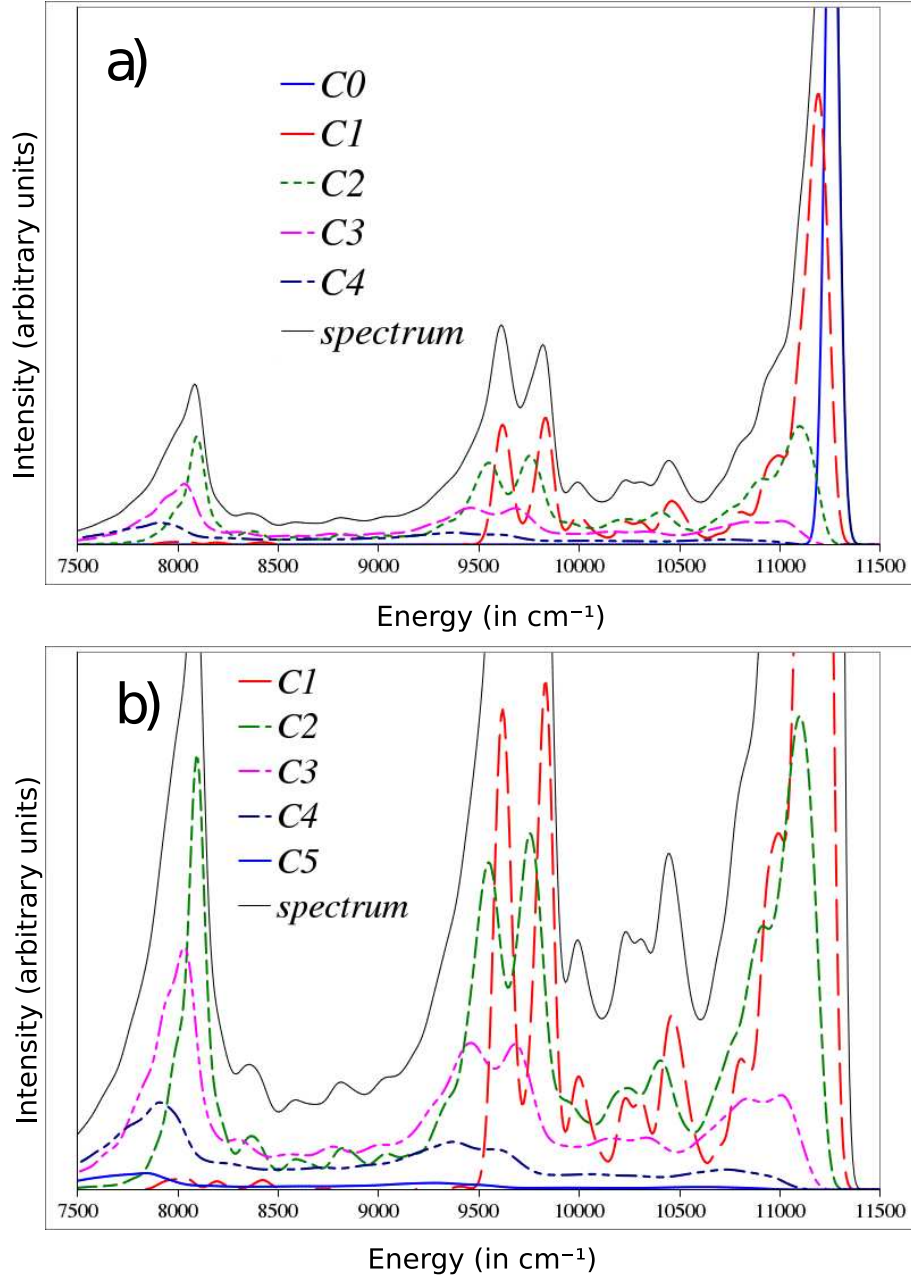 a)
C0
C1
C2
C3
C4
spectrum
Intensity (arbitrary units)
7500 8000 8500 9000 9500 10000 10500 11000 11500
Energy (in cm⁻¹)
b)
C1
C2
C3
C4
C5
spectrum
Intensity (arbitrary units)
7500 8000 8500 9000 9500 10000 10500 11000 11500
Energy (in cm⁻¹)